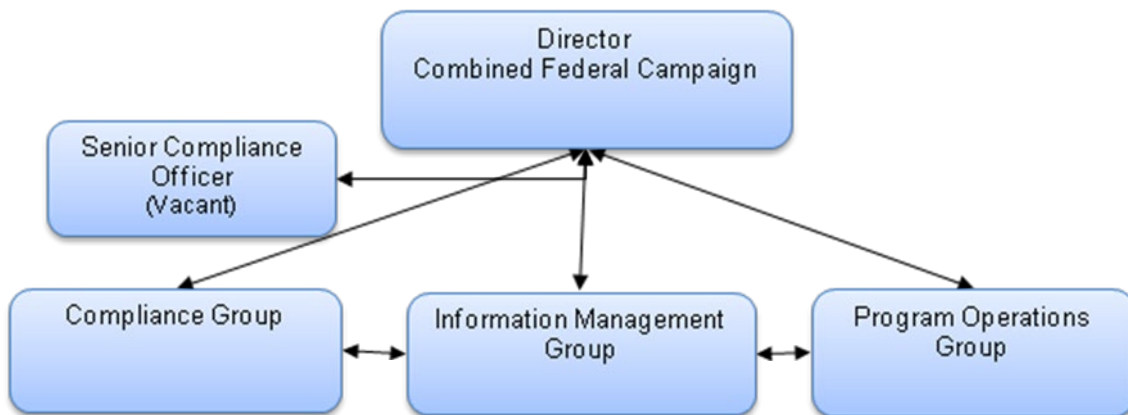 Director
Combined Federal Campaign
Senior Compliance
Officer
(Vacant)
Compliance Group
Information Management
Group
Program Operations
Group